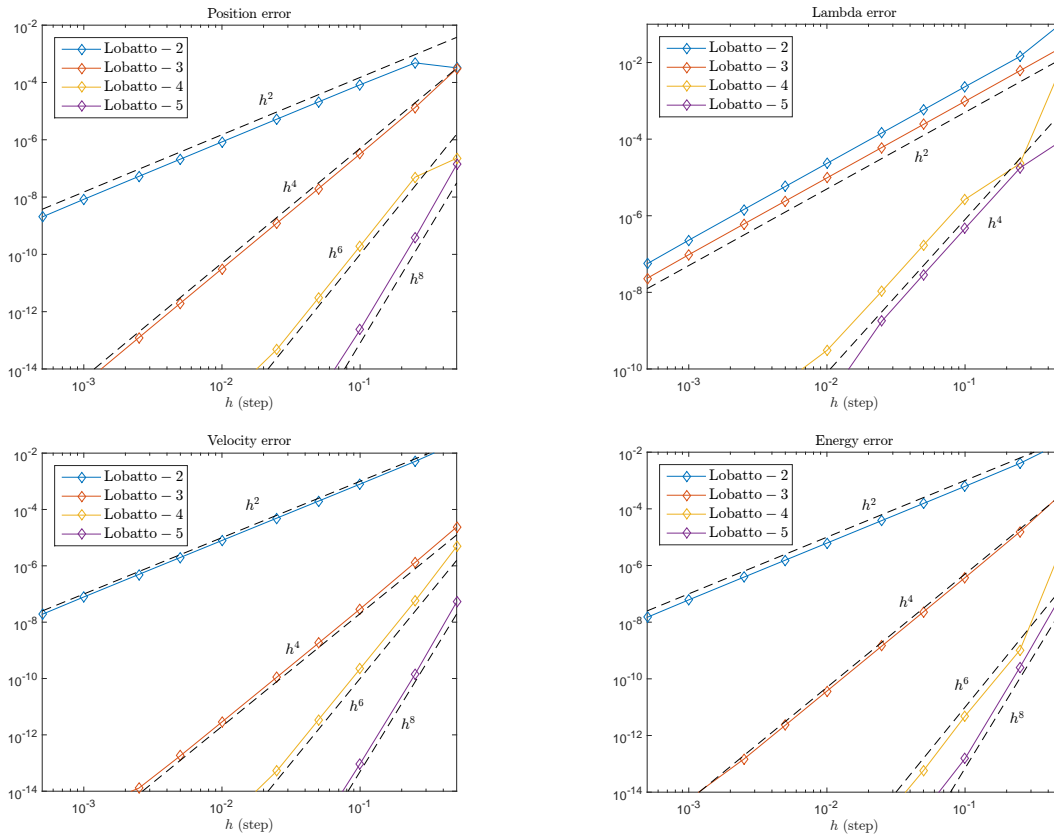 Position error
10-2
10-4
10-6
10-8
10-10
10-12
10-14
Lobatto − 2
Lobatto − 3
Lobatto − 4
Lobatto − 5
h2
h4
h6
h8
10-3
10-2
10-1
h (step)
Lambda error
10-2
10-4
10-6
10-8
10-10
Lobatto − 2
Lobatto − 3
Lobatto − 4
Lobatto − 5
h2
h4
10-3
10-2
10-1
h (step)
Velocity error
10-2
10-4
10-6
10-8
10-10
10-12
10-14
Lobatto − 2
Lobatto − 3
Lobatto − 4
Lobatto − 5
h2
h4
h6
h8
10-3
10-2
10-1
h (step)
Energy error
10-2
10-4
10-6
10-8
10-10
10-12
10-14
Lobatto − 2
Lobatto − 3
Lobatto − 4
Lobatto − 5
h2
h4
h6
h8
10-3
10-2
10-1
h (step)